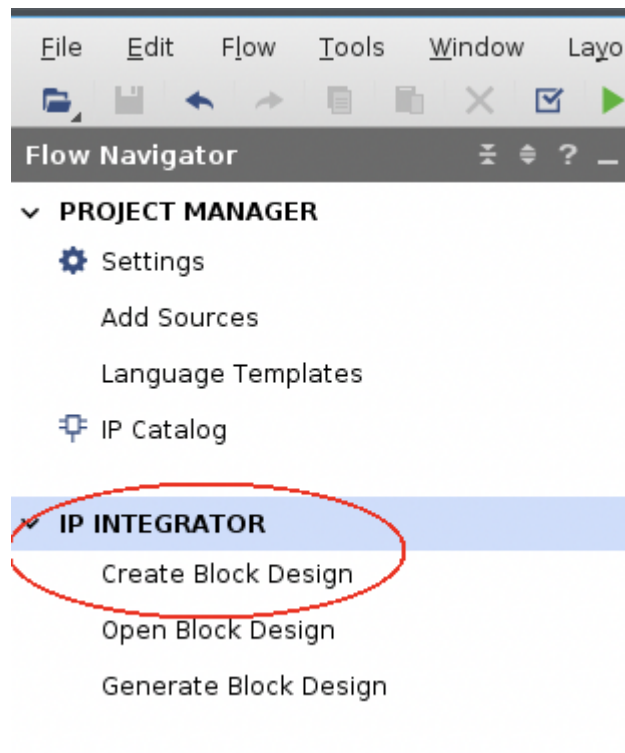 File Edit Flow Tools Window Layo
Flow Navigator ? _
PROJECT MANAGER
Settings
Add Sources
Language Templates
IP Catalog
IP INTEGRATOR
Create Block Design
Open Block Design
Generate Block Design